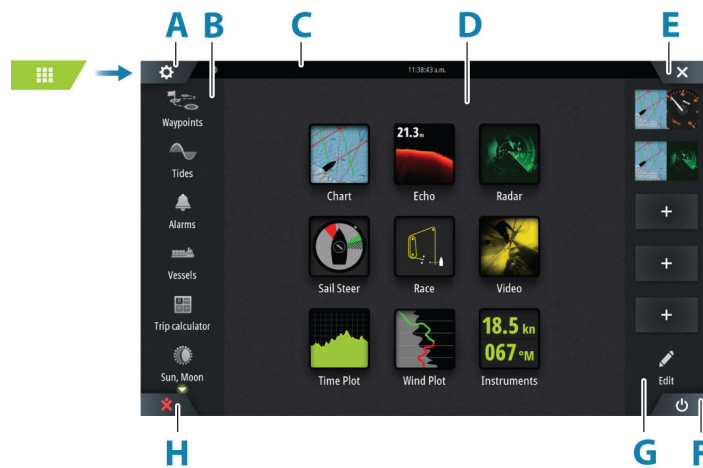 A
B
C
D
E
11:38:43 a.m.
Waypoints
Tides
Alarms
Vessels
Trip calculator
Sun, Moon
21.3m
Chart
Echo
Radar
Sail Steer
Race
Video
18.5 kn
067 °M
Time Plot
Wind Plot
Instruments
+
+
+
Edit
H
G
F